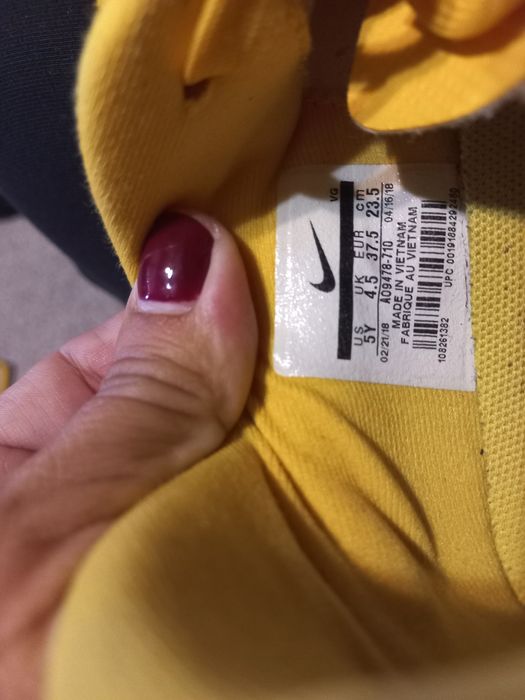 VG
US UK EUR cm
5Y 4.5 37.5 23.5
02/21/18 AO9478-710 04/16/18
MADE IN VIETNAM
FABRIQUE AU VIETNAM
108261382